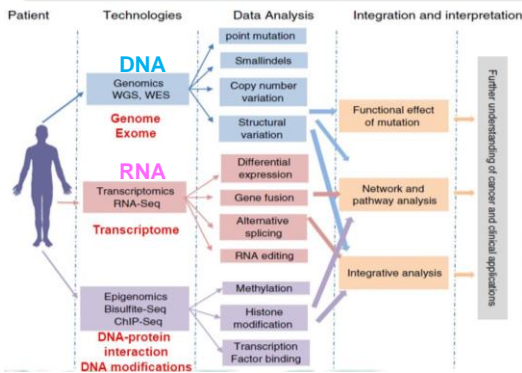 Patient
Technologies
Data Analysis
Integration and interpretation
DNA
Genomics
WGS, WES
Genome
Exome
point mutation
Smallindels
Copy number
variation
Structural
variation
Functional effect
of mutation
RNA
Transcriptomics
RNA-Seq
Transcriptome
Differential
expression
Gene fusion
Alternative
splicing
RNA editing
Network and
pathway analysis
Epigenomics
Bisulfite-Seq
ChIP-Seq
DNA-protein
interaction
DNA modifications
Methylation
Histone
modification
Transcription
Factor binding
Integrative analysis
Further understanding of cancer and clinical applications